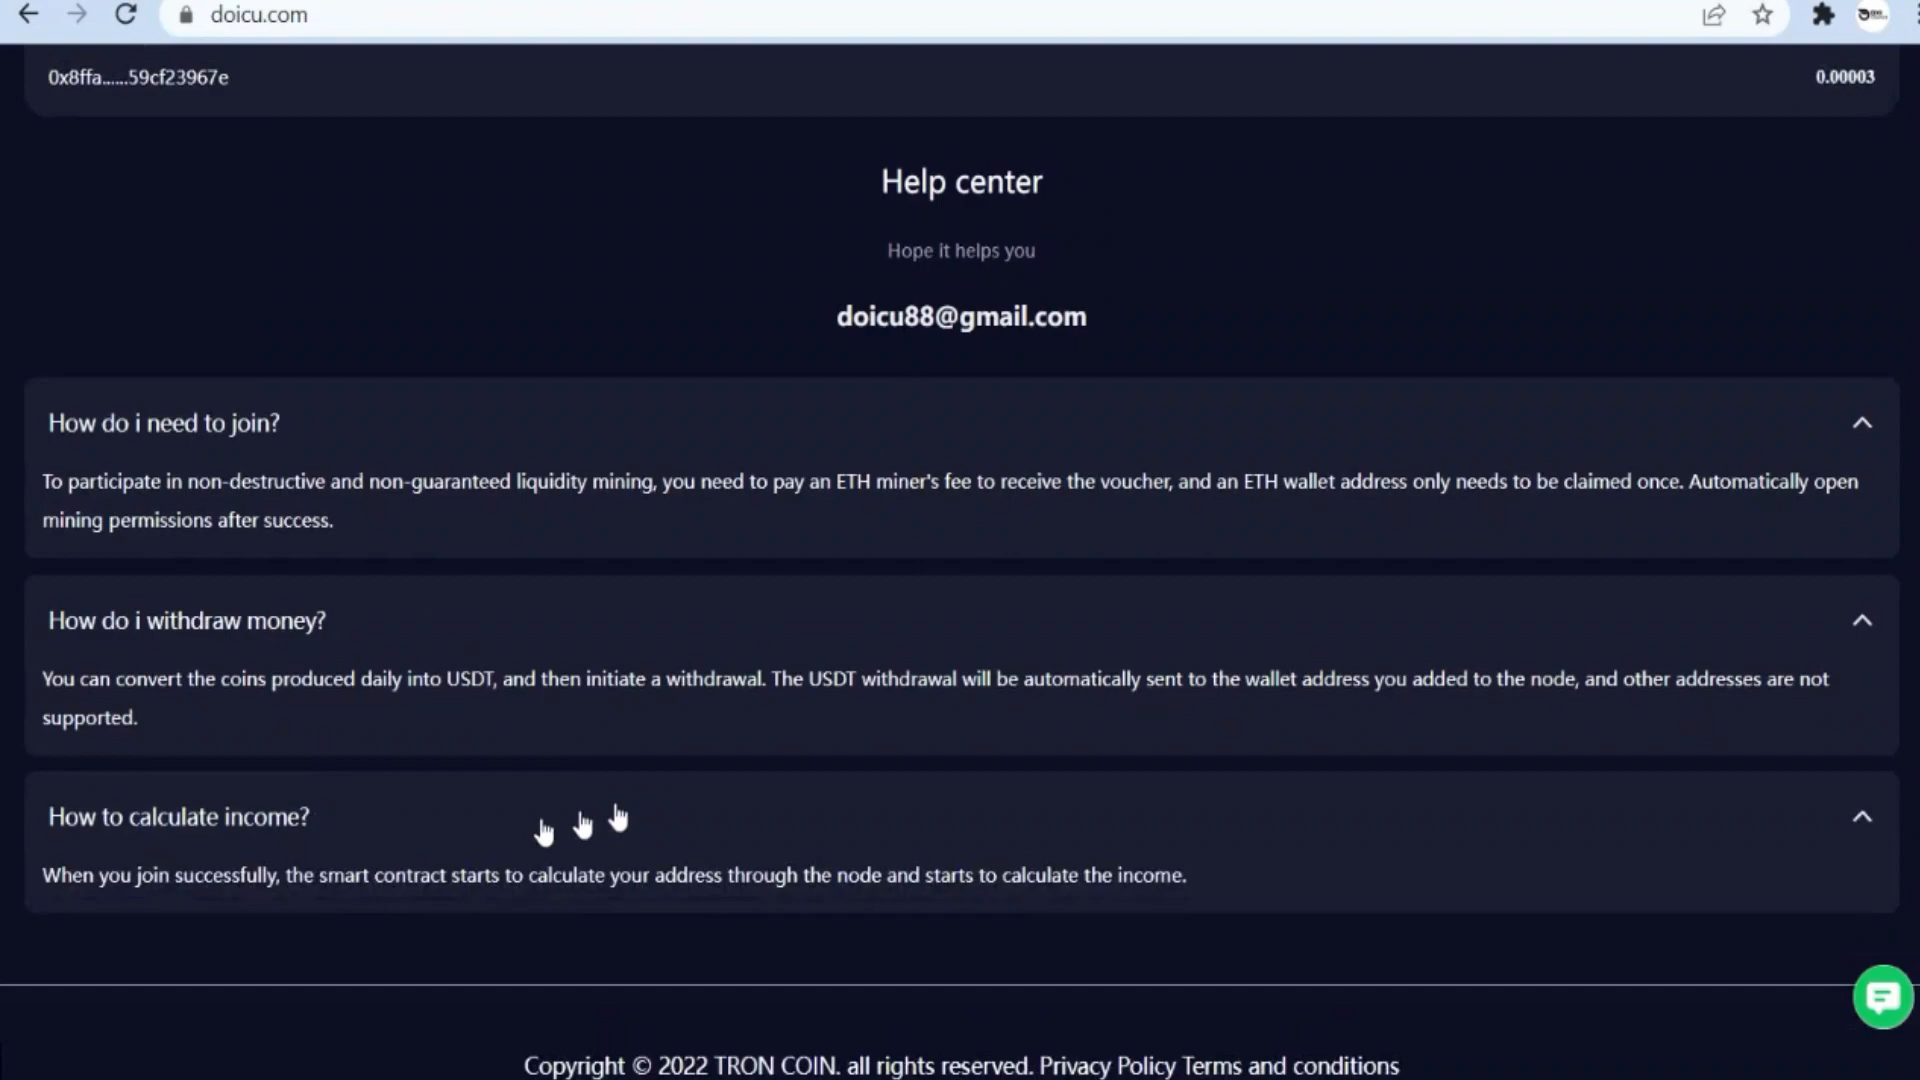 doicu.com
0x8ffa......59cf23967e 0.00003
Help center
Hope it helps you
doicu88@gmail.com
How do i need to join?
To participate in non-destructive and non-guaranteed liquidity mining, you need to pay an ETH miner's fee to receive the voucher, and an ETH wallet address only needs to be claimed once. Automatically open
mining permissions after success.
How do i withdraw money?
You can convert the coins produced daily into USDT, and then initiate a withdrawal. The USDT withdrawal will be automatically sent to the wallet address you added to the node, and other addresses are not
supported.
How to calculate income?
When you join successfully, the smart contract starts to calculate your address through the node and starts to calculate the income.
Copyright © 2022 TRON COIN. all rights reserved. Privacy Policy Terms and conditions